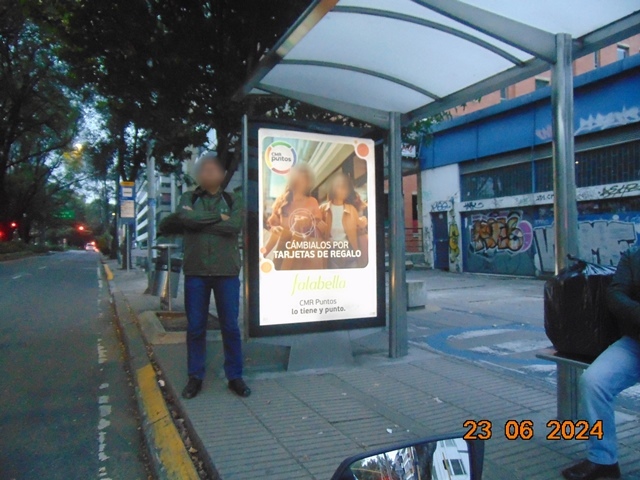 CMR
puntos
CÁMBIALOS POR
TARJETAS DE REGALO
falabella
CMR Puntos
lo tiene y punto.
23 06 2024